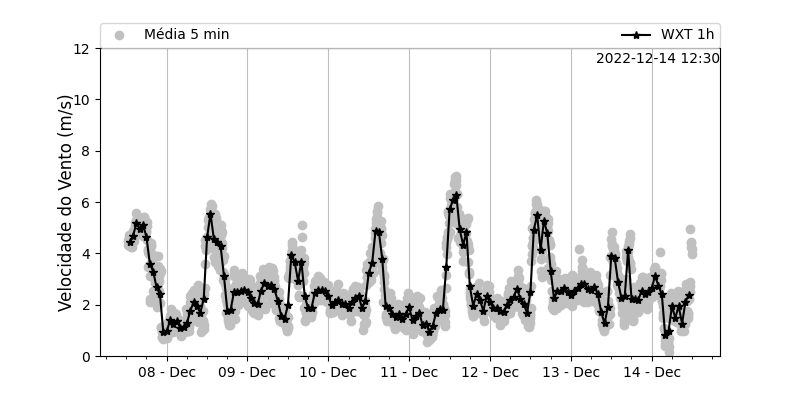 Média 5 min
WXT 1h
2022-12-14 12:30
Velocidade do Vento (m/s)
12
10
8
6
4
2
0
08 - Dec 09 - Dec 10 - Dec 11 - Dec 12 - Dec 13 - Dec 14 - Dec